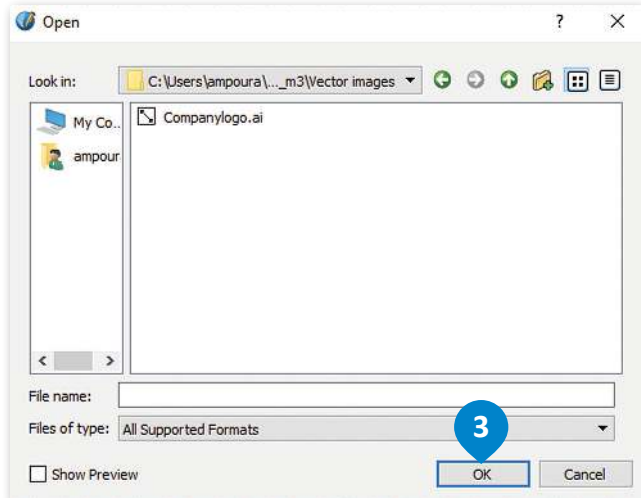 Open
Look in: C:\Users\ampoura\..._m3\Vector images
My Co..
Companylogo.ai
ampour
File name:
Files of type: All Supported Formats
3
Show Preview
OK
Cancel